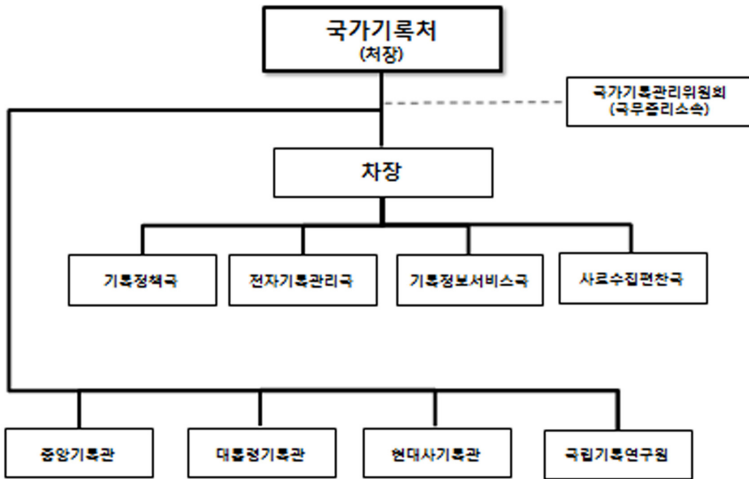 국가기록처
(처장)
국가기록관리위원회
(국무총리소속)
차장
기록정책국
전자기록관리국
기록정보서비스국
사료수집편찬국
중앙기록관
대통령기록관
현대사기록관
국립기록연구원